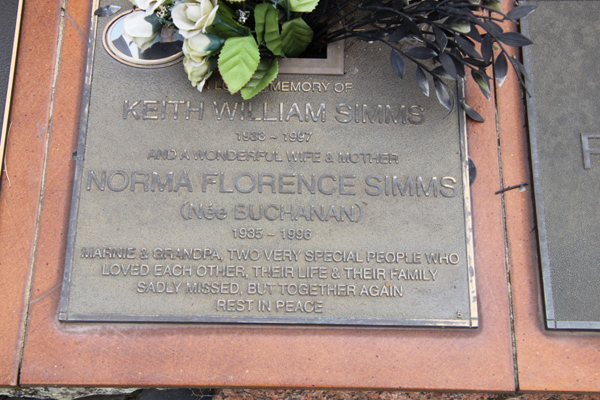 MEMORY OF
KEITH WILLIAM SIMMS
1933 - 1997
AND A WONDERFUL WIFE & MOTHER
NORMA FLORENCE SIMMS
(Née BUCHANAN)
1935 - 1996
MARNIE & GRANDPA, TWO VERY SPECIAL PEOPLE WHO
LOVED EACH OTHER, THEIR LIFE & THEIR FAMILY
SADLY MISSED, BUT TOGETHER AGAIN
REST IN PEACE